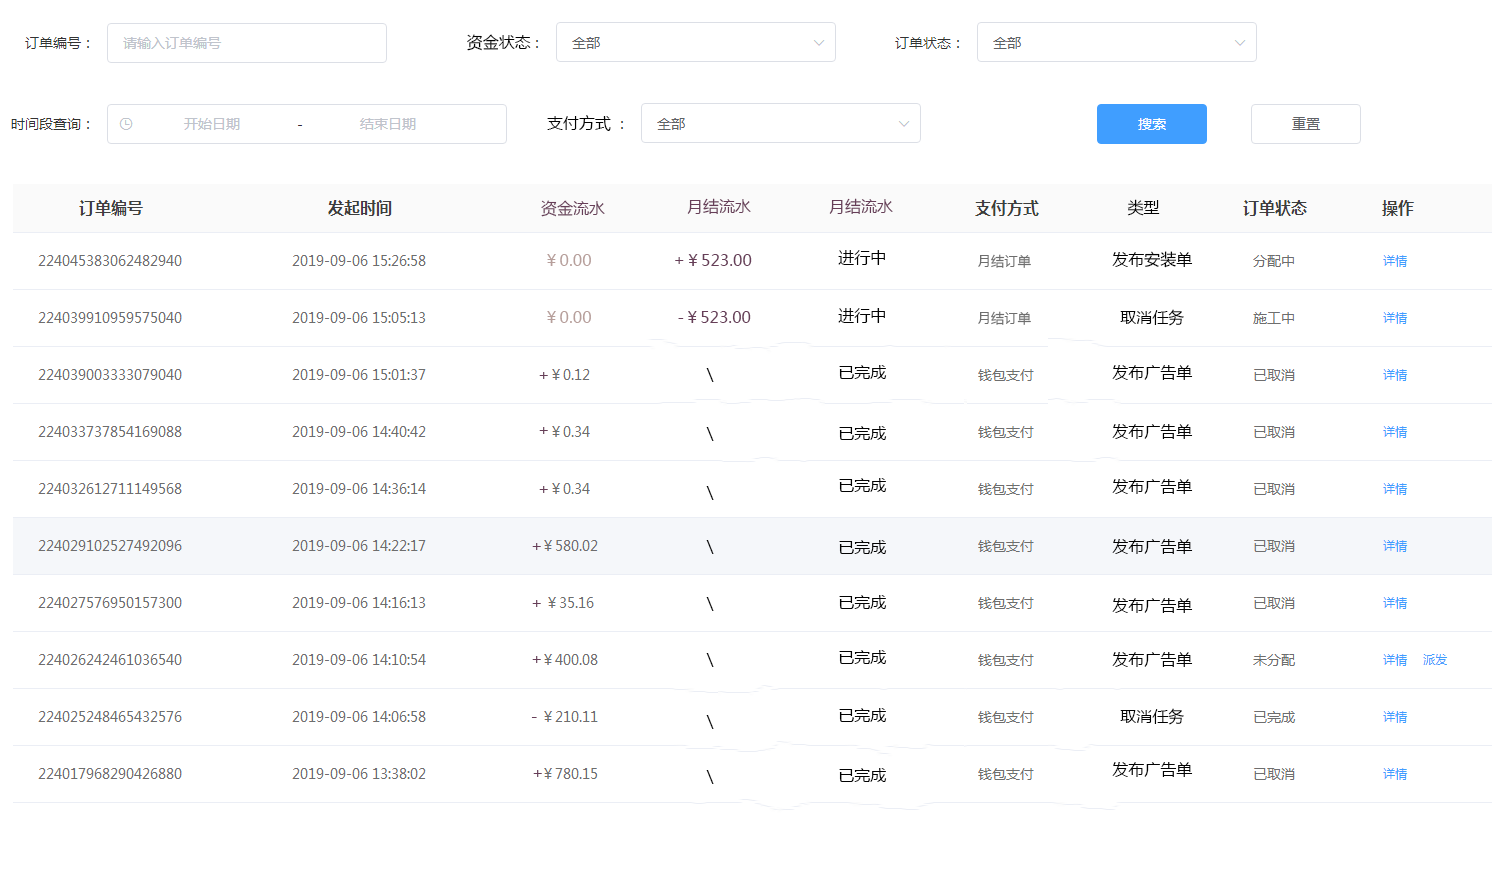 订单编号： 请输入订单编号 资金状态： 全部 订单状态： 全部
时间段查询： 开始日期 - 结束日期 支付方式 ： 全部 搜索 重置
订单编号 发起时间 资金流水 月结流水 月结流水 支付方式 类型 订单状态 操作
224045383062482940 2019-09-06 15:26:58 ￥0.00 +￥523.00 进行中 月结订单 发布安装单 分配中 详情
224039910959575040 2019-09-06 15:05:13 ￥0.00 -￥523.00 进行中 月结订单 取消任务 施工中 详情
224039003333079040 2019-09-06 15:01:37 +￥0.12 \ 已完成 钱包支付 发布广告单 已取消 详情
224033737854169088 2019-09-06 14:40:42 +￥0.34 \ 已完成 钱包支付 发布广告单 已取消 详情
224032612711149568 2019-09-06 14:36:14 +￥0.34 \ 已完成 钱包支付 发布广告单 已取消 详情
224029102527492096 2019-09-06 14:22:17 +￥580.02 \ 已完成 钱包支付 发布广告单 已取消 详情
224027576950157300 2019-09-06 14:16:13 + ￥35.16 \ 已完成 钱包支付 发布广告单 已取消 详情
224026242461036540 2019-09-06 14:10:54 +￥400.08 \ 已完成 钱包支付 发布广告单 未分配 详情 派发
224025248465432576 2019-09-06 14:06:58 - ￥210.11 \ 已完成 钱包支付 取消任务 已完成 详情
224017968290426880 2019-09-06 13:38:02 +￥780.15 \ 已完成 钱包支付 发布广告单 已取消 详情